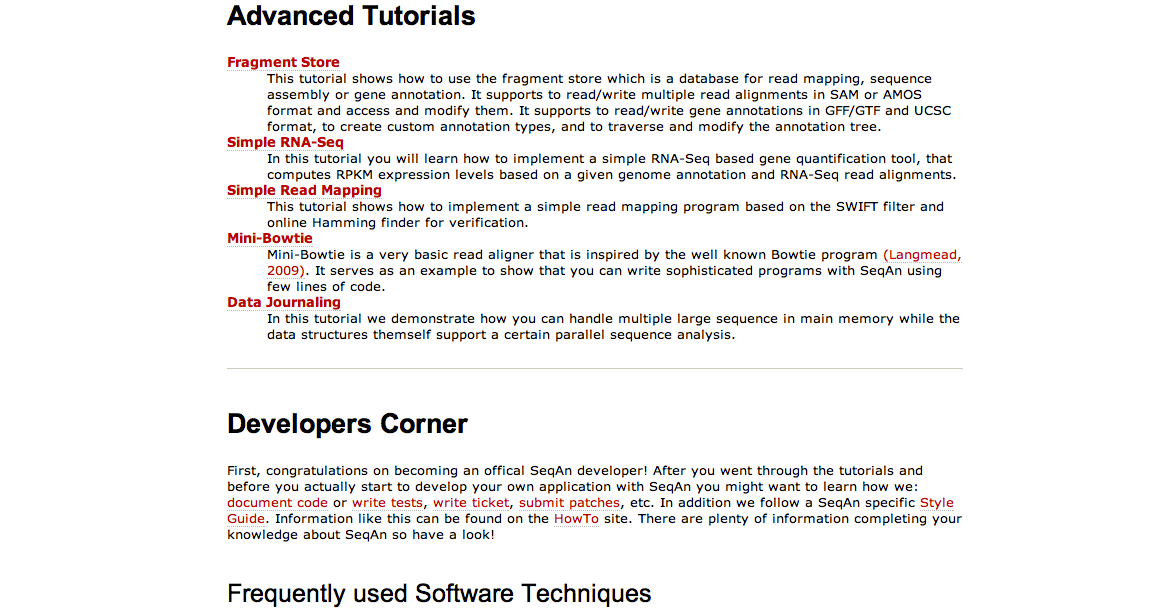 Advanced Tutorials
Fragment Store
This tutorial shows how to use the fragment store which is a database for read mapping, sequence
assembly or gene annotation. It supports to read/write multiple read alignments in SAM or AMOS
format and access and modify them. It supports to read/write gene annotations in GFF/GTF and UCSC
format, to create custom annotation types, and to traverse and modify the annotation tree.
Simple RNA-Seq
In this tutorial you will learn how to implement a simple RNA-Seq based gene quantification tool, that
computes RPKM expression levels based on a given genome annotation and RNA-Seq read alignments.
Simple Read Mapping
This tutorial shows how to implement a simple read mapping program based on the SWIFT filter and
online Hamming finder for verification.
Mini-Bowtie
Mini-Bowtie is a very basic read aligner that is inspired by the well known Bowtie program (Langmead,
2009). It serves as an example to show that you can write sophisticated programs with SeqAn using
few lines of code.
Data Journaling
In this tutorial we demonstrate how you can handle multiple large sequence in main memory while the
data structures themself support a certain parallel sequence analysis.
Developers Corner
First, congratulations on becoming an offical SeqAn developer! After you went through the tutorials and
before you actually start to develop your own application with SeqAn you might want to learn how we:
document code or write tests, write ticket, submit patches, etc. In addition we follow a SeqAn specific Style
Guide. Information like this can be found on the HowTo site. There are plenty of information completing your
knowledge about SeqAn so have a look!
Frequently used Software Techniques